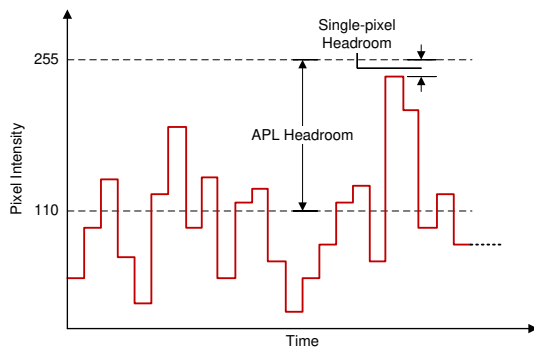 Single-pixel
Headroom
255
APL Headroom
Pixel Intensity
110
Time